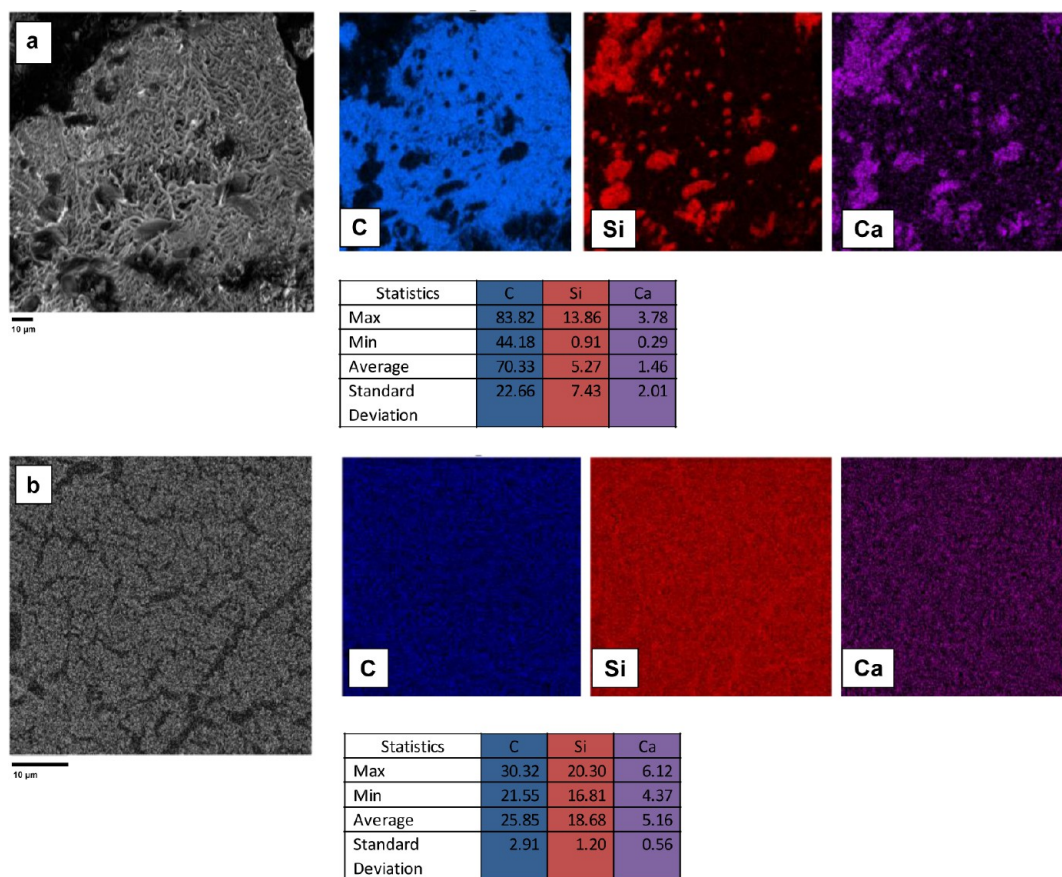 a
C
Si
Ca
10 µm
Statistics C Si Ca
Max 83.82 13.86 3.78
Min 44.18 0.91 0.29
Average 70.33 5.27 1.46
Standard Deviation 22.66 7.43 2.01
b
C
Si
Ca
10 µm
Statistics C Si Ca
Max 30.32 20.30 6.12
Min 21.55 16.81 4.37
Average 25.85 18.68 5.16
Standard Deviation 2.91 1.20 0.56